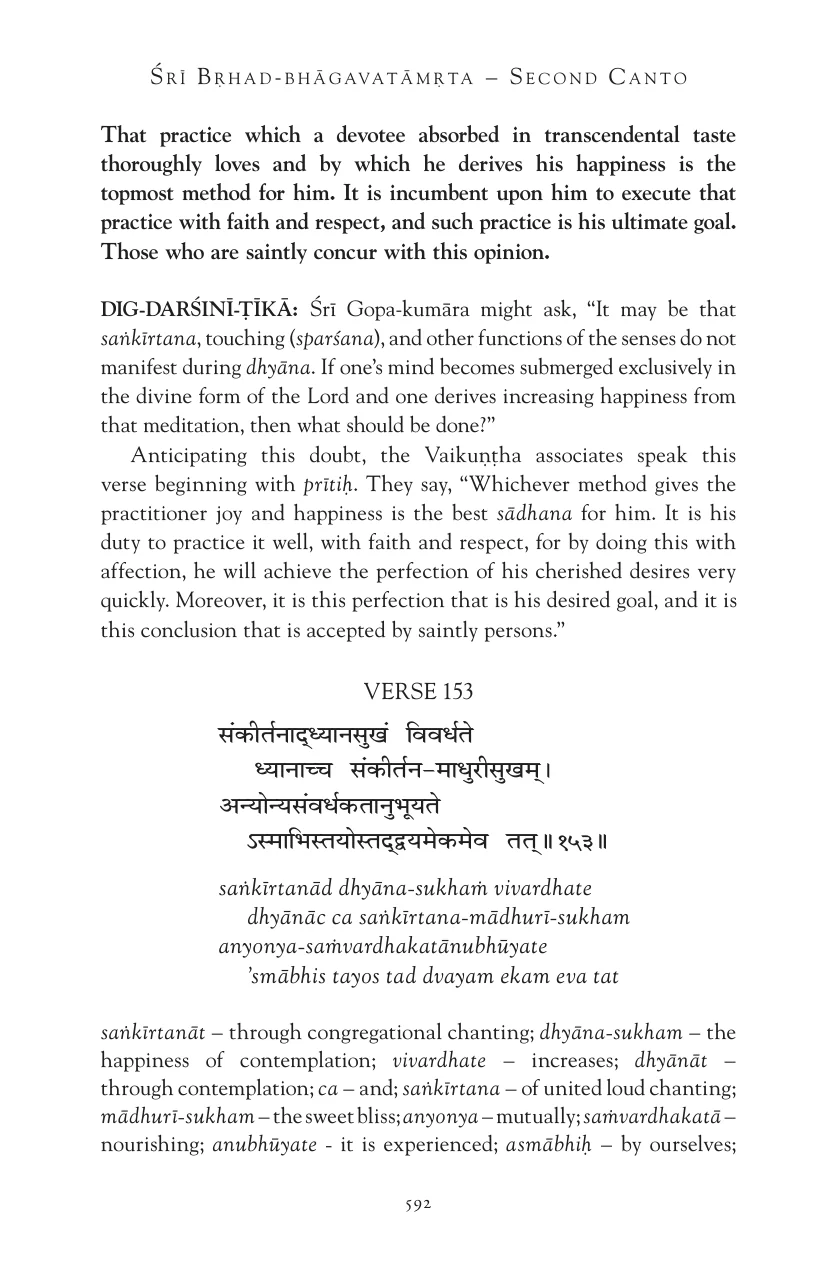 ŚRĪ BṚHAD-BHĀGAVATĀMṚTA – SECOND CANTO
That practice which a devotee absorbed in transcendental taste
thoroughly loves and by which he derives his happiness is the
topmost method for him. It is incumbent upon him to execute that
practice with faith and respect, and such practice is his ultimate goal.
Those who are saintly concur with this opinion.
DIG-DARŚINĪ-ṬĪKĀ: Śrī Gopa-kumāra might ask, “It may be that
saṅkīrtana, touching (sparśana), and other functions of the senses do not
manifest during dhyāna. If one’s mind becomes submerged exclusively in
the divine form of the Lord and one derives increasing happiness from
that meditation, then what should be done?”
Anticipating this doubt, the Vaikuṇṭha associates speak this
verse beginning with prītiḥ. They say, “Whichever method gives the
practitioner joy and happiness is the best sādhana for him. It is his
duty to practice it well, with faith and respect, for by doing this with
affection, he will achieve the perfection of his cherished desires very
quickly. Moreover, it is this perfection that is his desired goal, and it is
this conclusion that is accepted by saintly persons.”
VERSE 153
संकीर्तनाद्ध्यानसुखं विवर्धते
ध्यानाच्च संकीर्तन–माधुरीसुखम्।
अन्योन्यसंवर्धकतानुभूयते
ऽस्माभिस्तयोस्तद्द्वयमेकमेव तत्॥१५३॥
saṅkīrtanād dhyāna-sukhaṁ vivardhate
dhyānāc ca saṅkīrtana-mādhurī-sukham
anyonya-saṁvardhakatānubhūyate
’smābhis tayos tad dvayam ekam eva tat
saṅkīrtanāt – through congregational chanting; dhyāna-sukham – the
happiness of contemplation; vivardhate – increases; dhyānāt –
through contemplation; ca – and; saṅkīrtana – of united loud chanting;
mādhurī-sukham – the sweet bliss; anyonya – mutually; saṁvardhakatā –
nourishing; anubhūyate - it is experienced; asmābhiḥ – by ourselves;
592